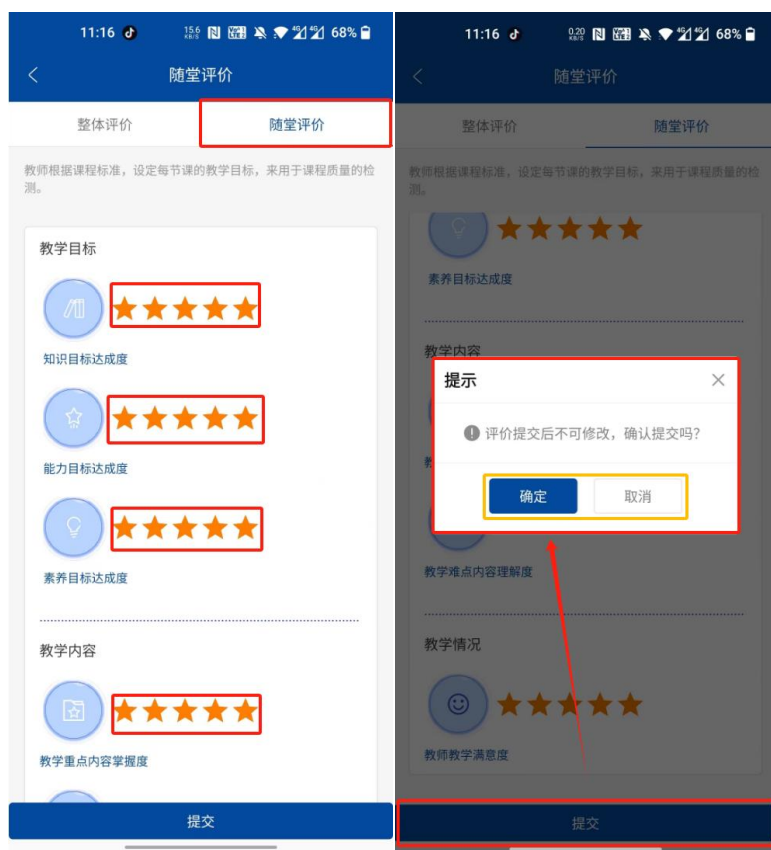 11:16
15.6 KB/S
68%
随堂评价
整体评价
随堂评价
教师根据课程标准，设定每节课的教学目标，来用于课程质量的检
测。
教学目标
知识目标达成度
能力目标达成度
素养目标达成度
教学内容
教学重点内容掌握度
提交
11:16
0.20 KB/S
68%
随堂评价
整体评价
随堂评价
教师根据课程标准，设定每节课的教学目标，来用于课程质量的检
测。
素养目标达成度
教学内容
提示
评价提交后不可修改，确认提交吗？
确定
取消
教学难点内容理解度
教学情况
教师教学满意度
提交